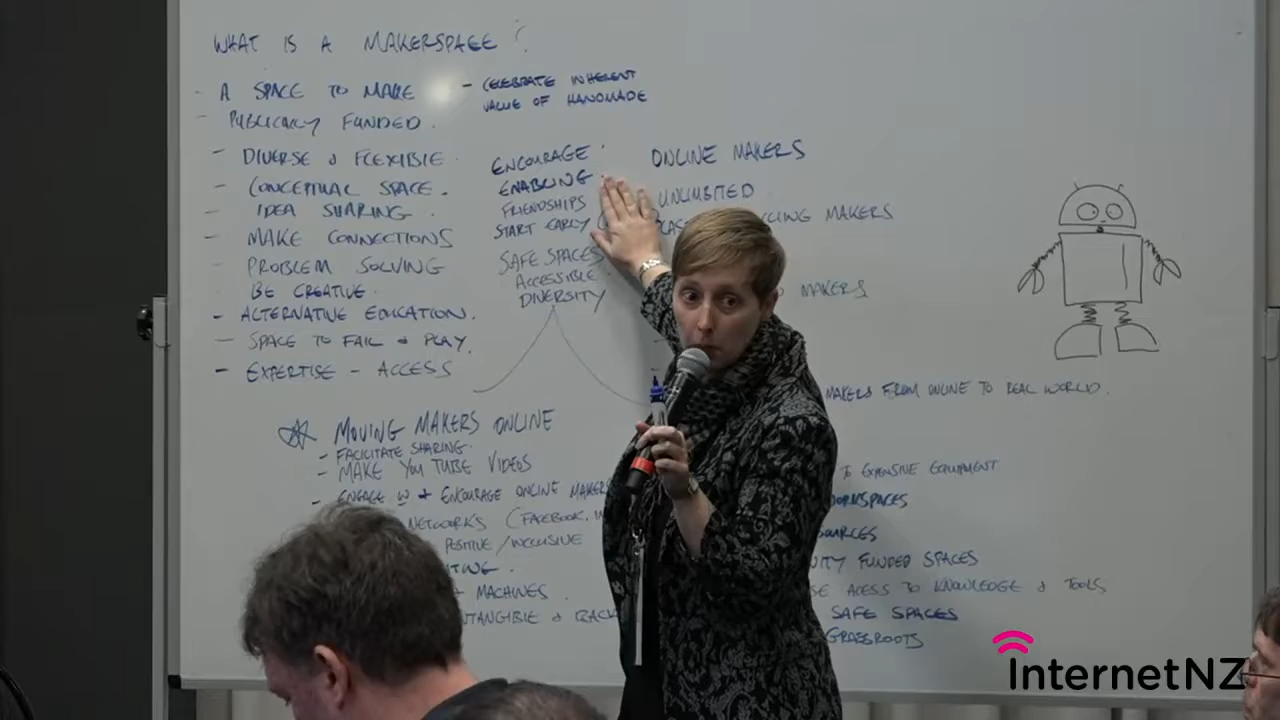 WHAT IS A MAKERSPACE?
- A SPACE TO MAKE
- CELEBRATE INHERENT
VALUE OF HANDMADE
- PUBLICALLY FUNDED.
- DIVERSE & FLEXIBLE
- CONCEPTUAL SPACE.
- IDEA SHARING.
- MAKE CONNECTIONS
- PROBLEM SOLVING
BE CREATIVE.
- ALTERNATIVE EDUCATION.
- SPACE TO FAIL & PLAY.
- EXPERTISE - ACCESS
ENCOURAGE
ENABLING
FRIENDSHIPS
START EARLY
SAFE SPACES
ACCESSIBLE
DIVERSITY
ONLINE MAKERS
UNLIMITED
MAKERS
MAKERS
MAKERS FROM ONLINE TO REAL WORLD.
MOVING MAKERS ONLINE
- FACILITATE SHARING.
- MAKE YOU TUBE VIDEOS
- ENGAGE W + ENCOURAGE ONLINE MAKERS
NETWORKS (FACEBOOK,
POSITIVE/INCLUSIVE
MACHINES.
TO EXPENSIVE EQUIPMENT
FUNDED SPACES
ACESS TO KNOWLEDGE & TOOLS
SAFE SPACES
GRASSROOTS
InternetNZ